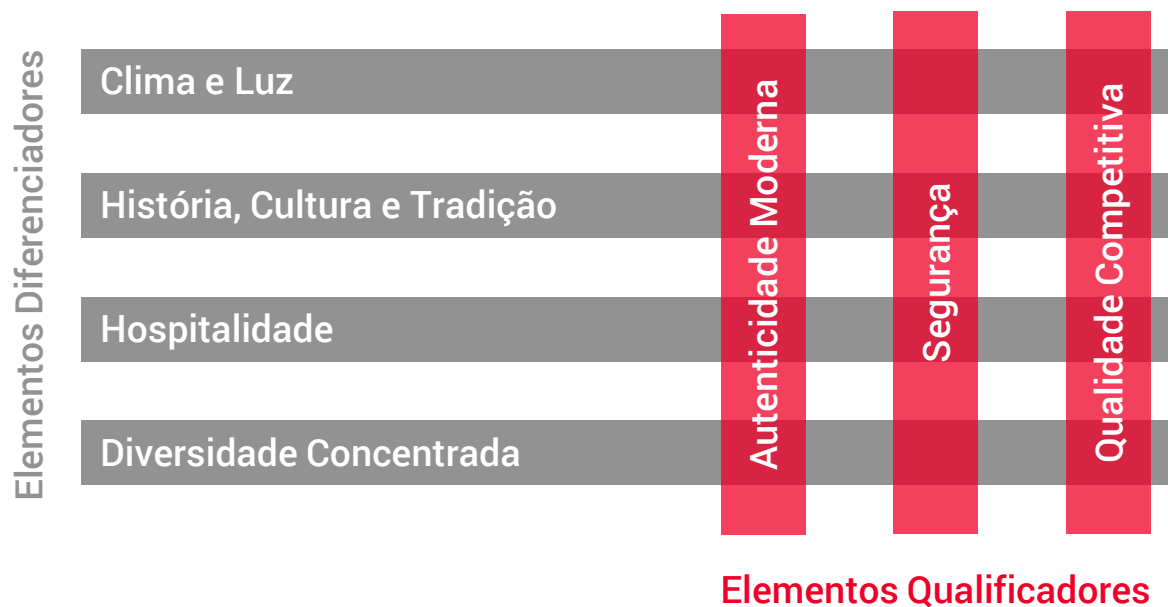 Elementos Diferenciadores
Clima e Luz
História, Cultura e Tradição
Hospitalidade
Diversidade Concentrada
Autenticidade Moderna
Segurança
Qualidade Competitiva
Elementos Qualificadores